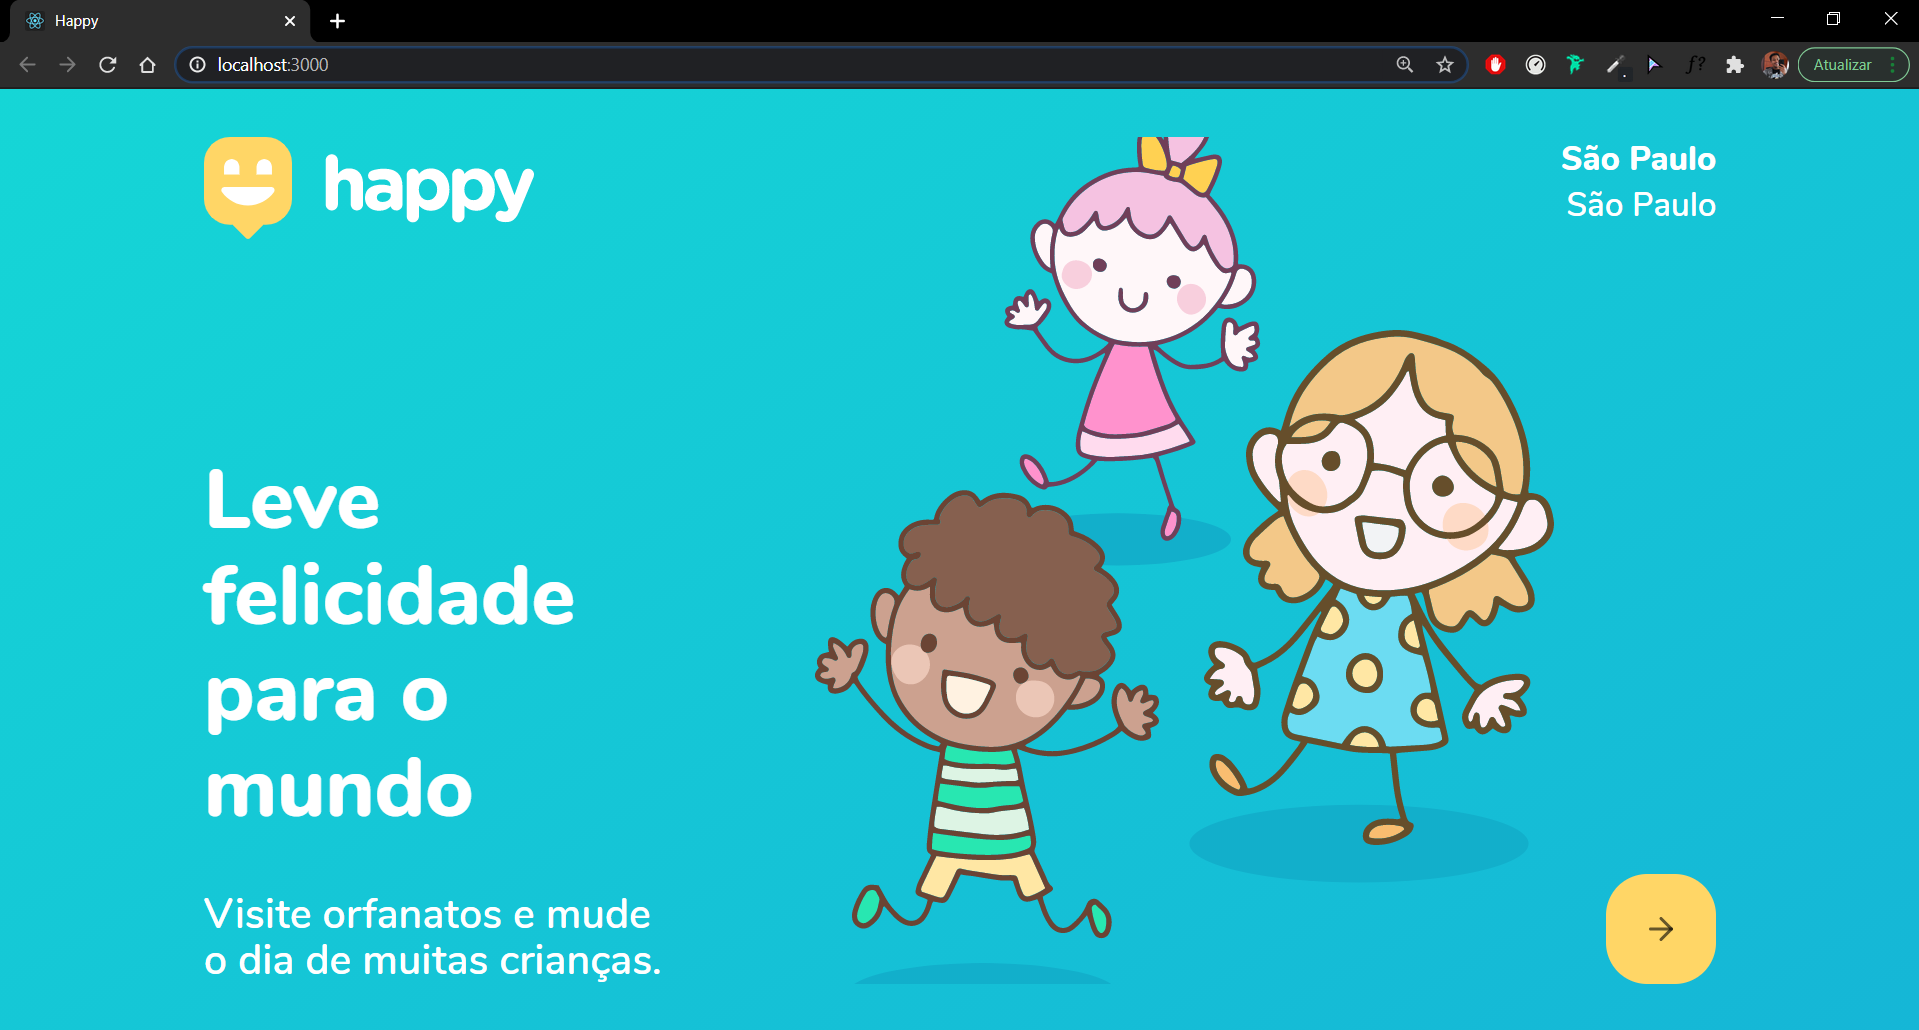 Happy
localhost:3000
f?
Atualizar
happy
São Paulo
São Paulo
Leve
felicidade
para o
mundo
Visite orfanatos e mude
o dia de muitas crianças.